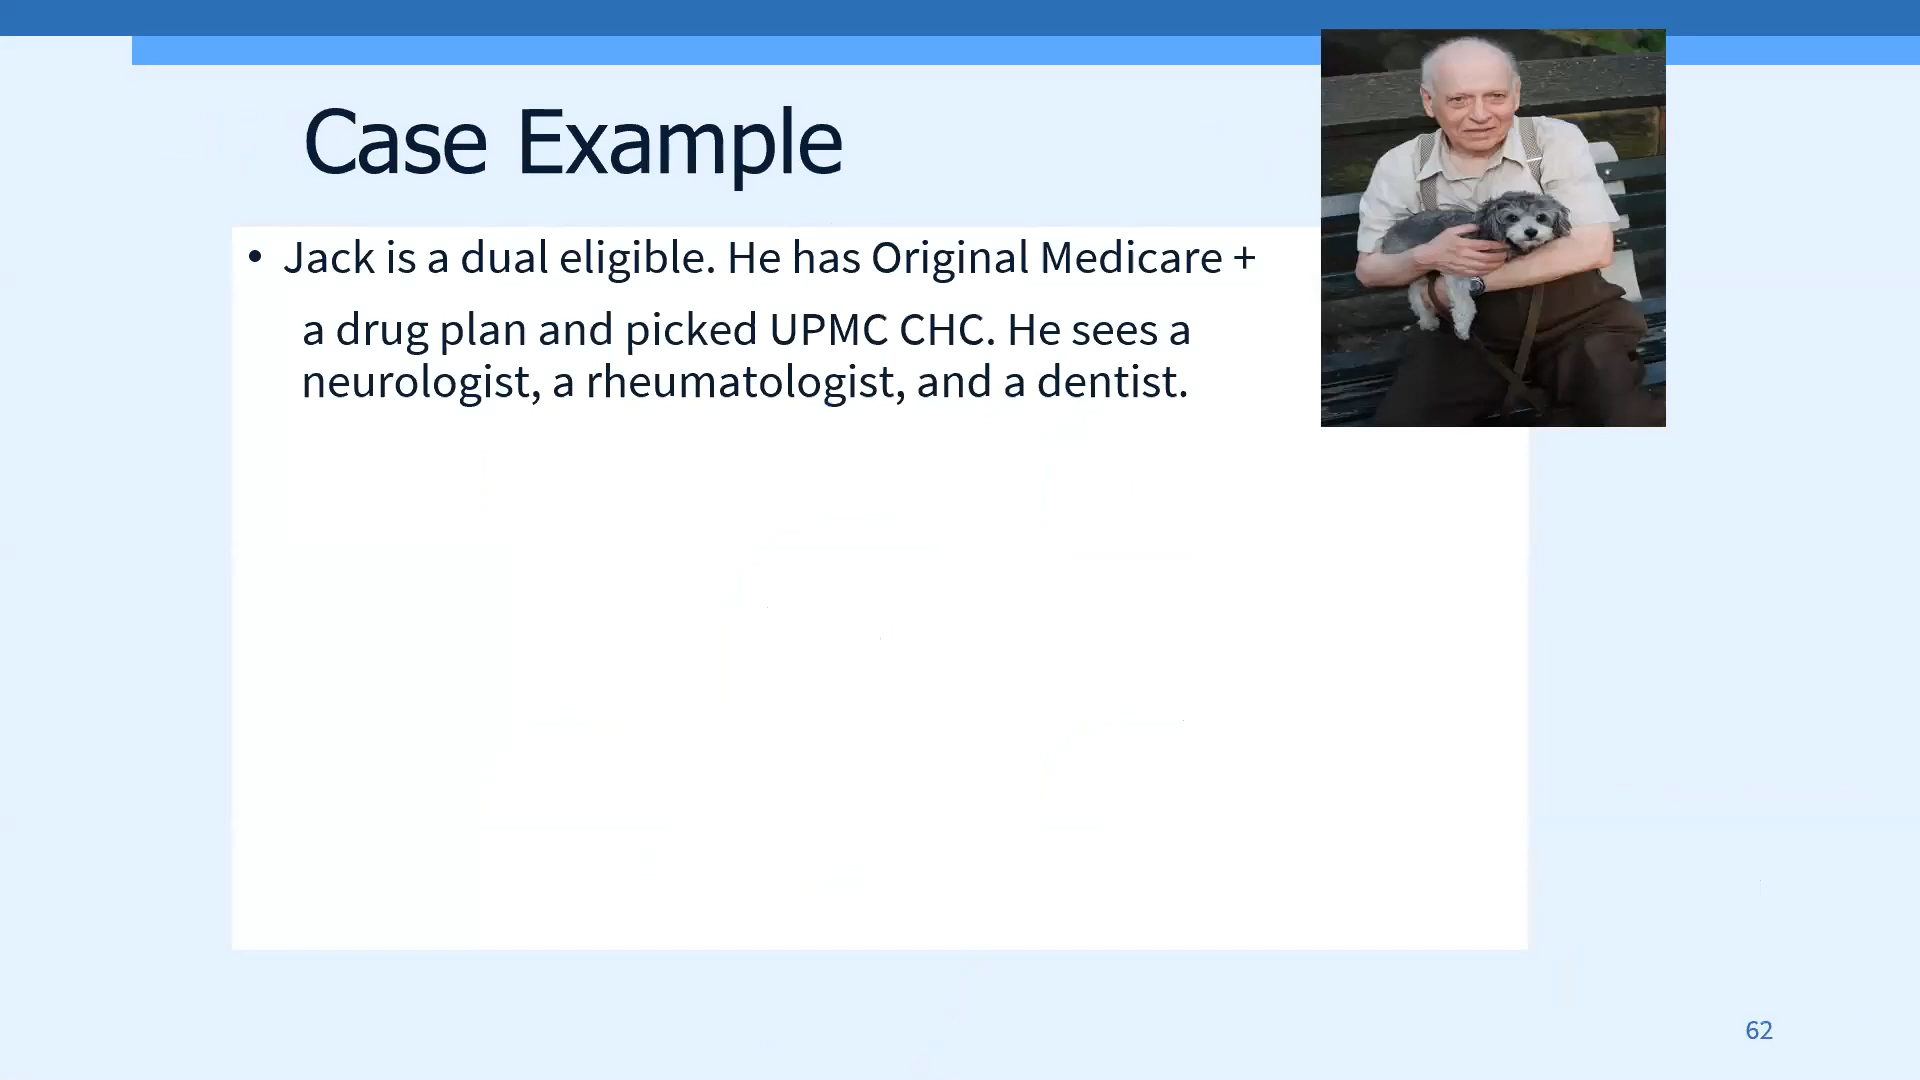 Case Example
• Jack is a dual eligible. He has Original Medicare +
a drug plan and picked UPMC CHC. He sees a
neurologist, a rheumatologist, and a dentist.
62